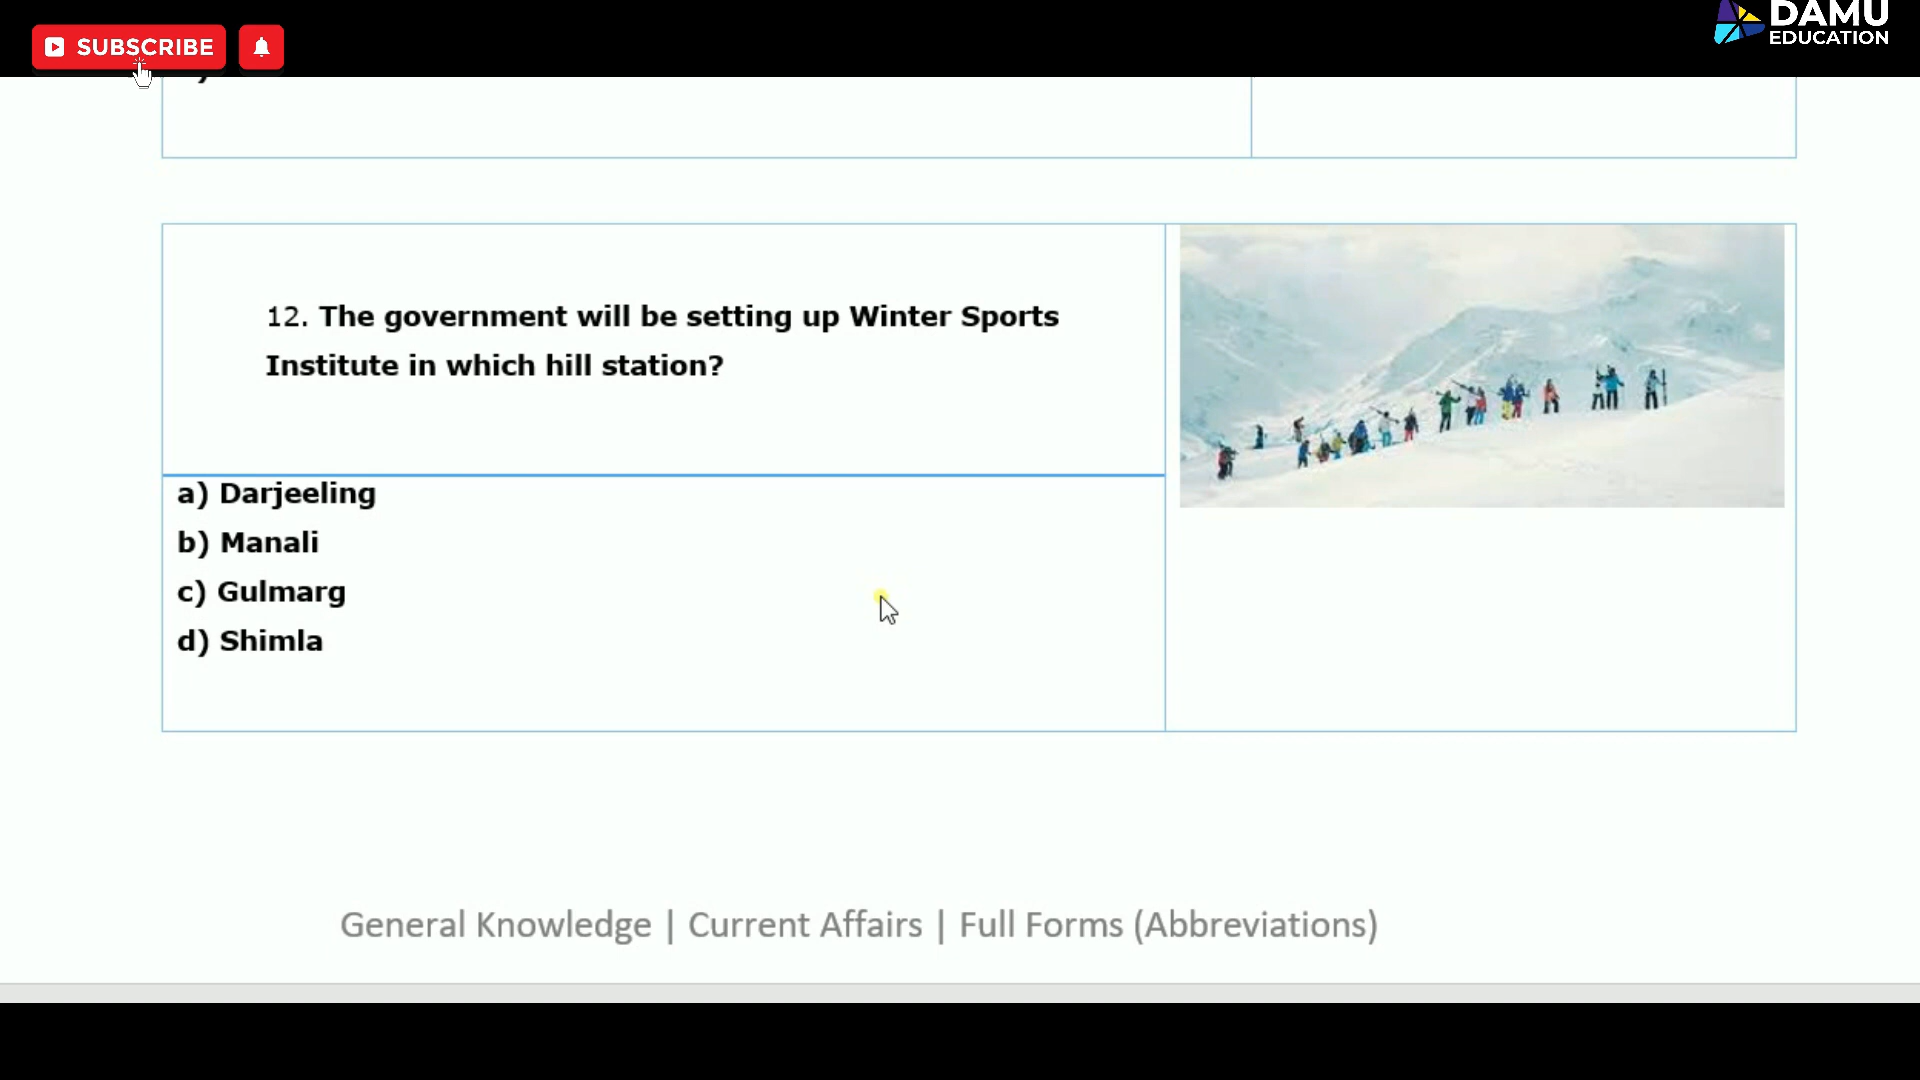 SUBSCRIBE
DAMU
EDUCATION
12. The government will be setting up Winter Sports
Institute in which hill station?
a) Darjeeling
b) Manali
c) Gulmarg
d) Shimla
General Knowledge | Current Affairs | Full Forms (Abbreviations)